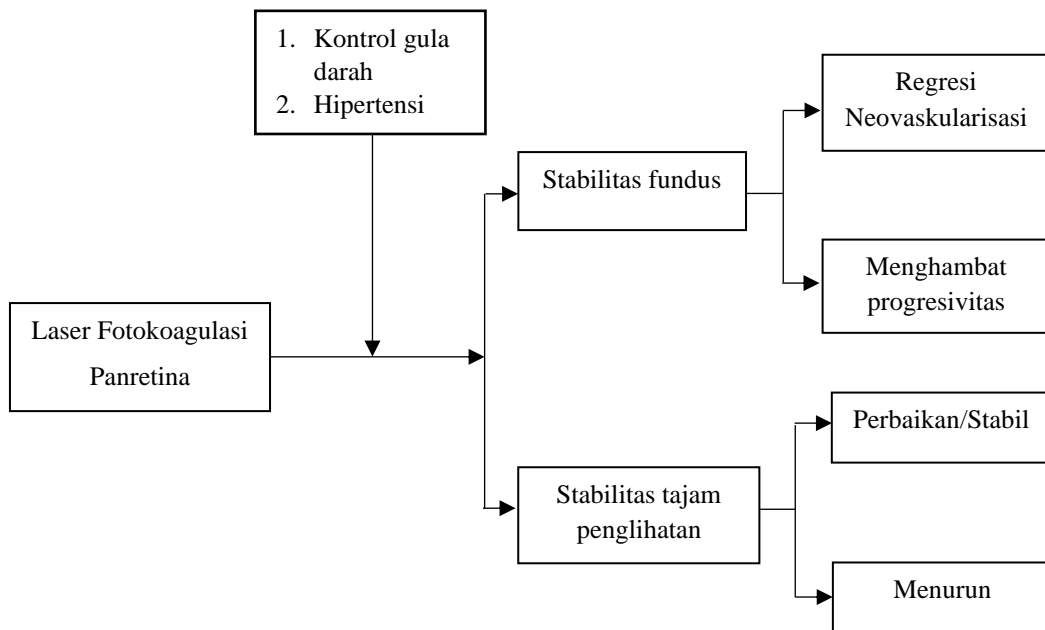 1. Kontrol gula
darah
2. Hipertensi
Regresi
Neovaskularisasi
Stabilitas fundus
Menghambat
progresivitas
Laser Fotokoagulasi
Panretina
Perbaikan/Stabil
Stabilitas tajam
penglihatan
Menurun